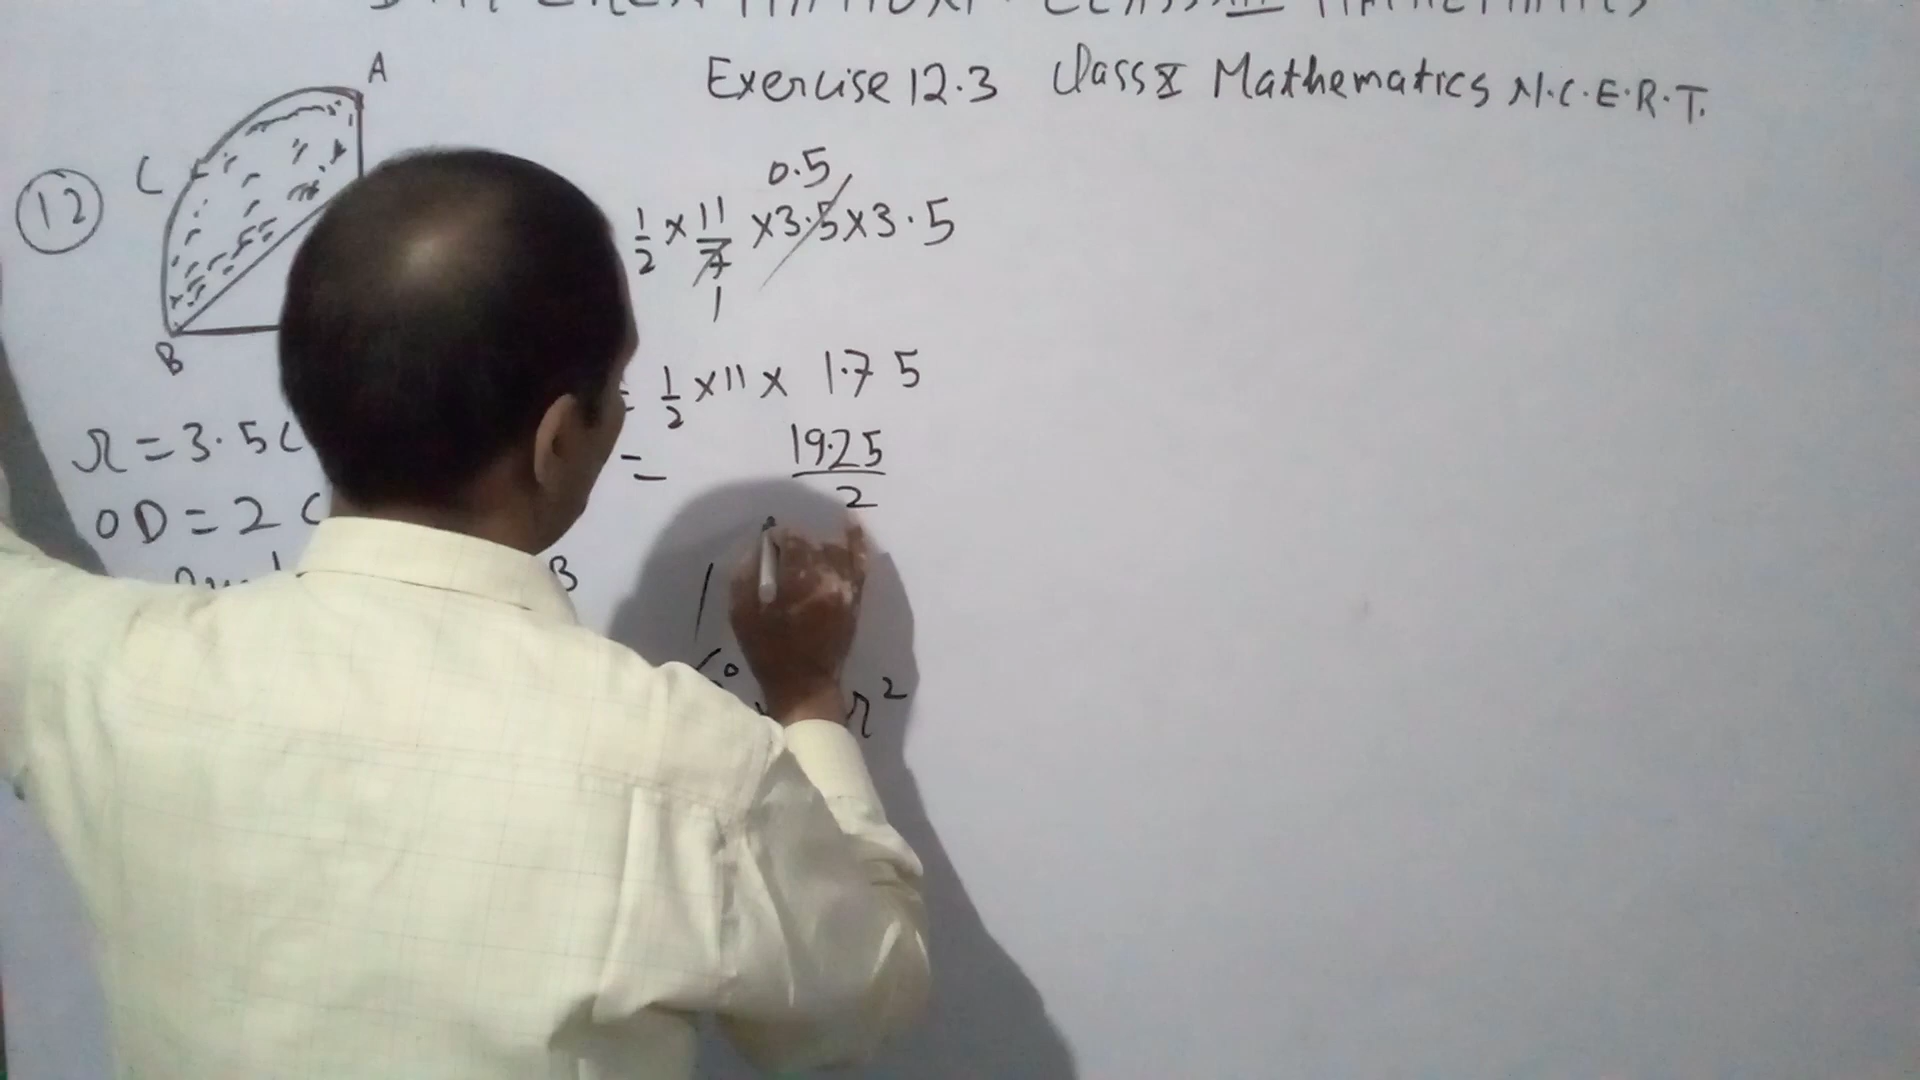 Exercise 12.3 Class X Mathematics N.C.E.R.T.
A
C
12
B
0.5
1/2 × 11/7 × 3.5 × 3.5
1
= 1/2 × 11 × 1.75
r = 3.5
= 19.25/2
OD = 2
B
r²